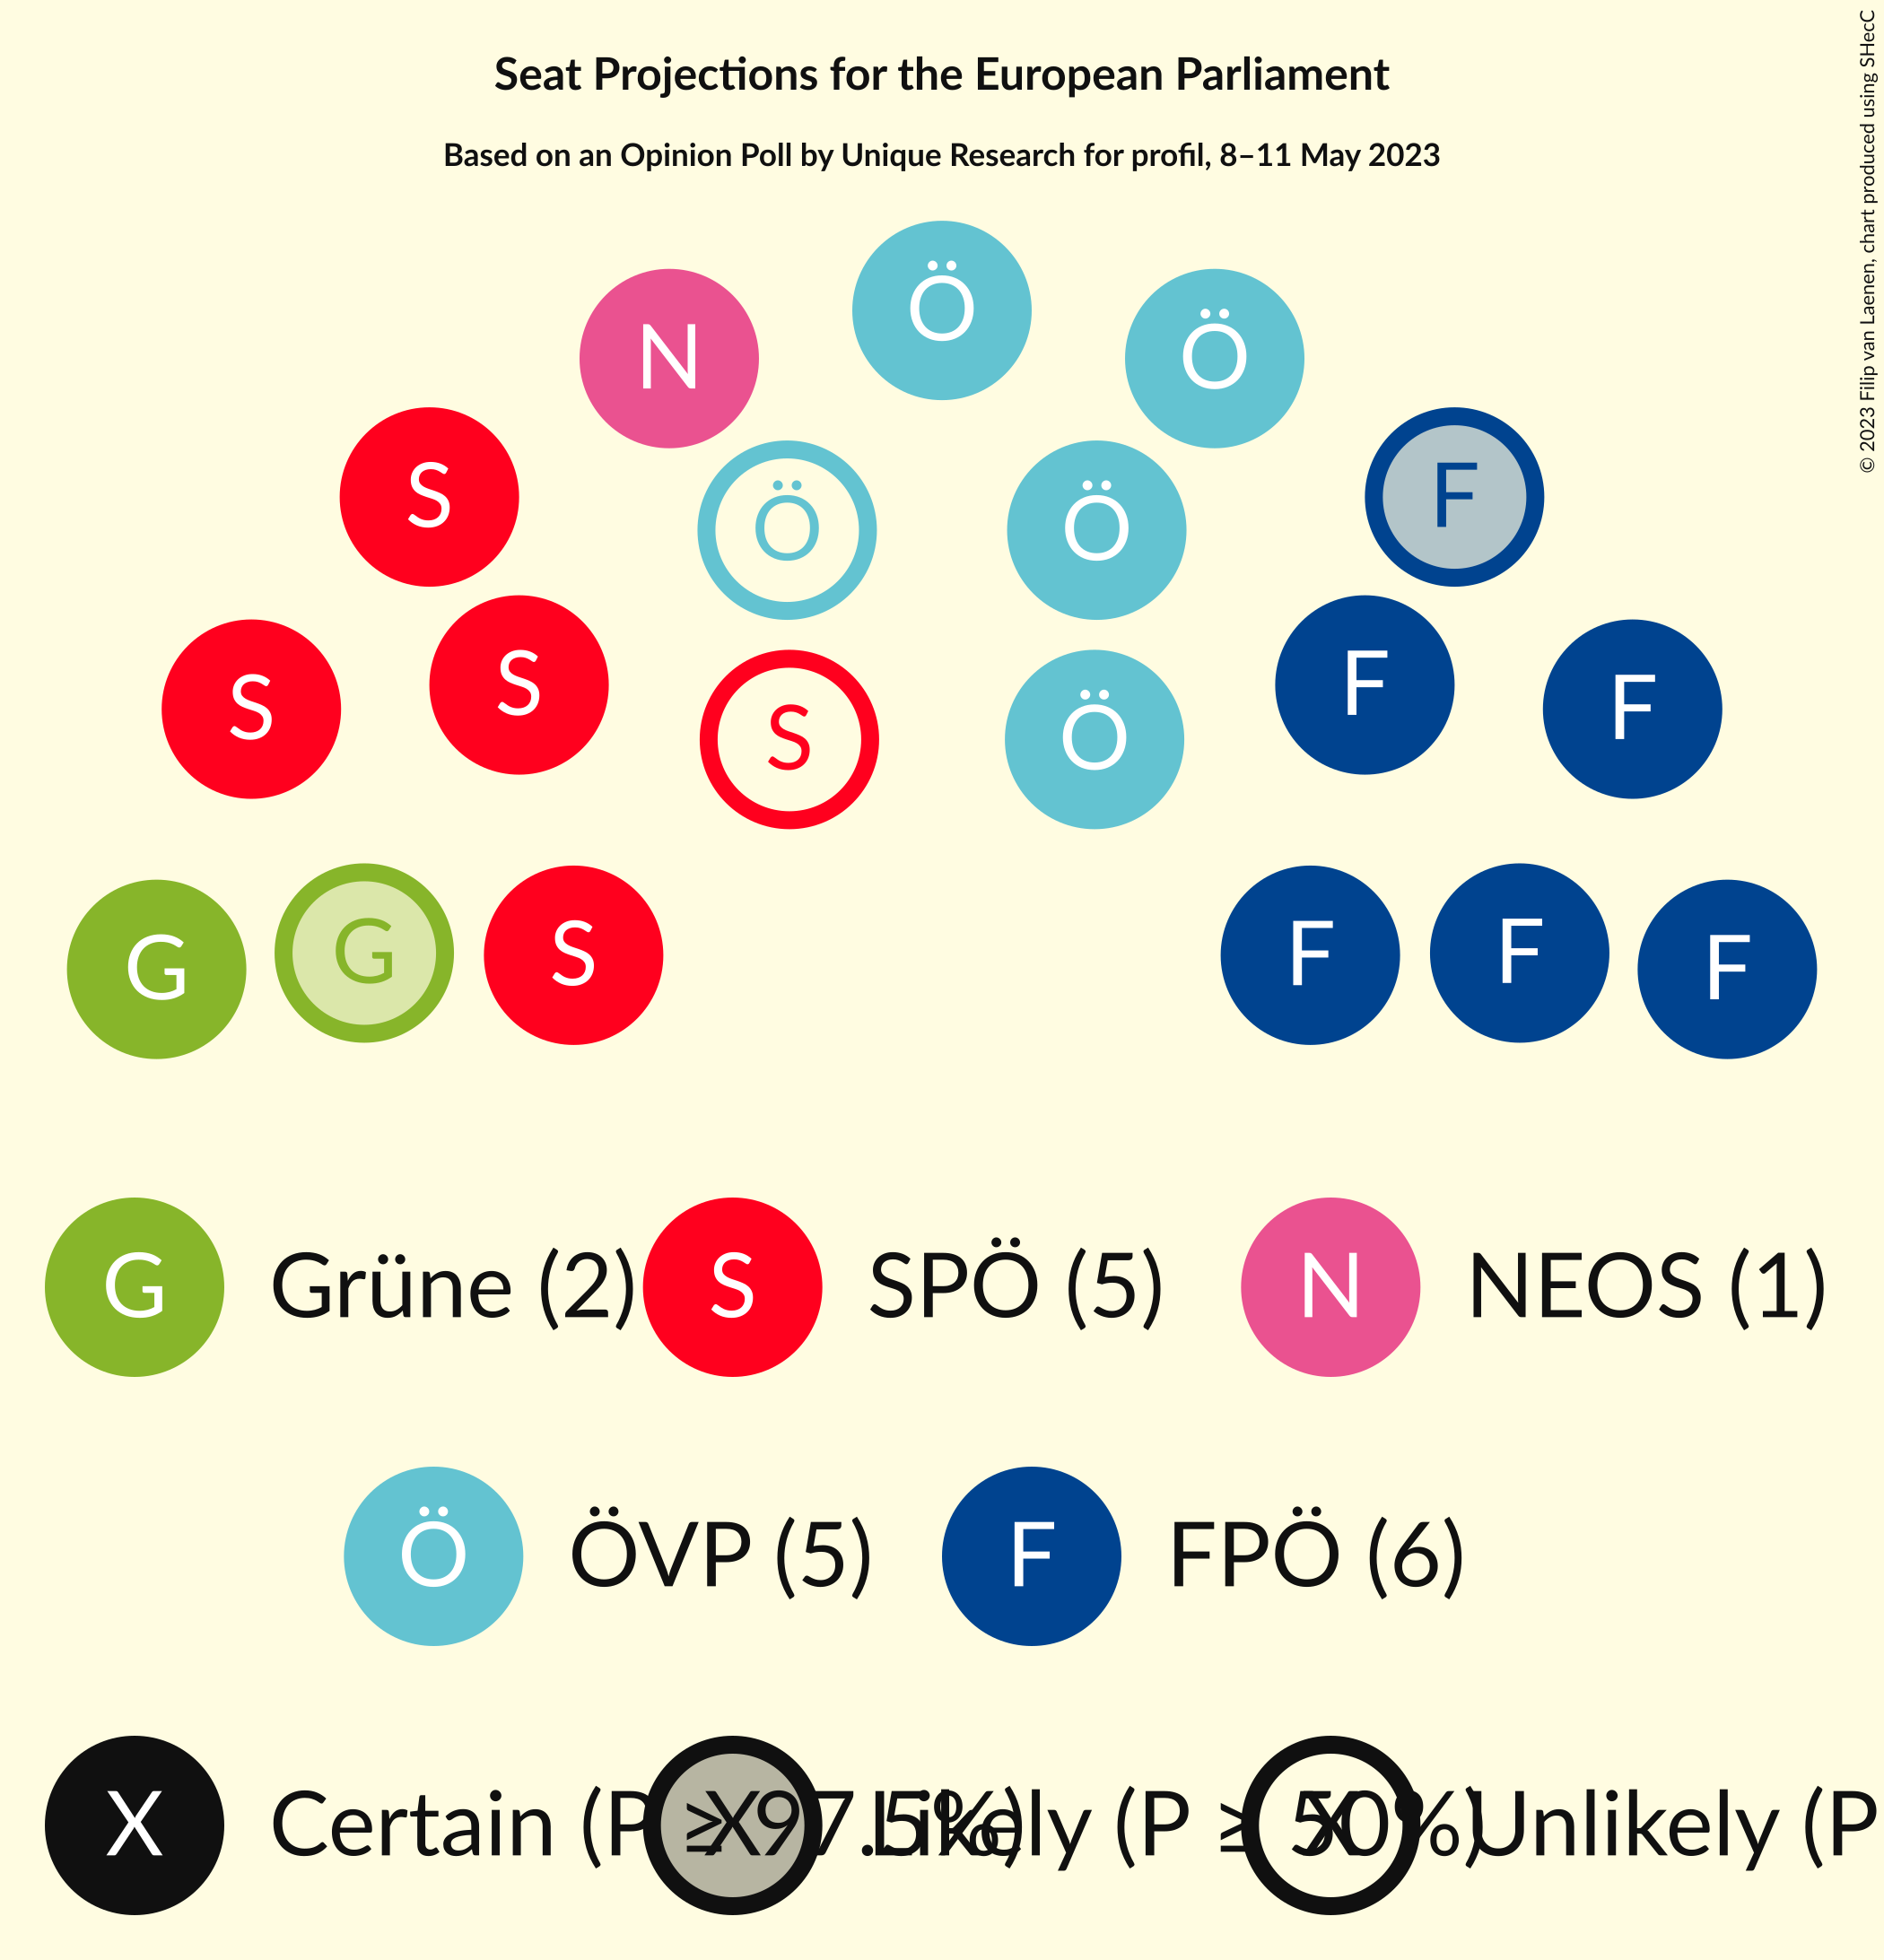 Seat Projections for the European Parliament
Based on an Opinion Poll by Unique Research for profil, 8–11 May 2023
© 2023 Filip van Laenen, chart produced using SHecC
Ö
N Ö
S F
Ö Ö
S F
S F
S Ö
G S F F
G F
G Grüne (2) S SPÖ (5) N NEOS (1)
Ö ÖVP (5) F FPÖ (6)
X Certain (P ≥ 97.5%) X Likely (P ≥ 50%) X Unlikely (P